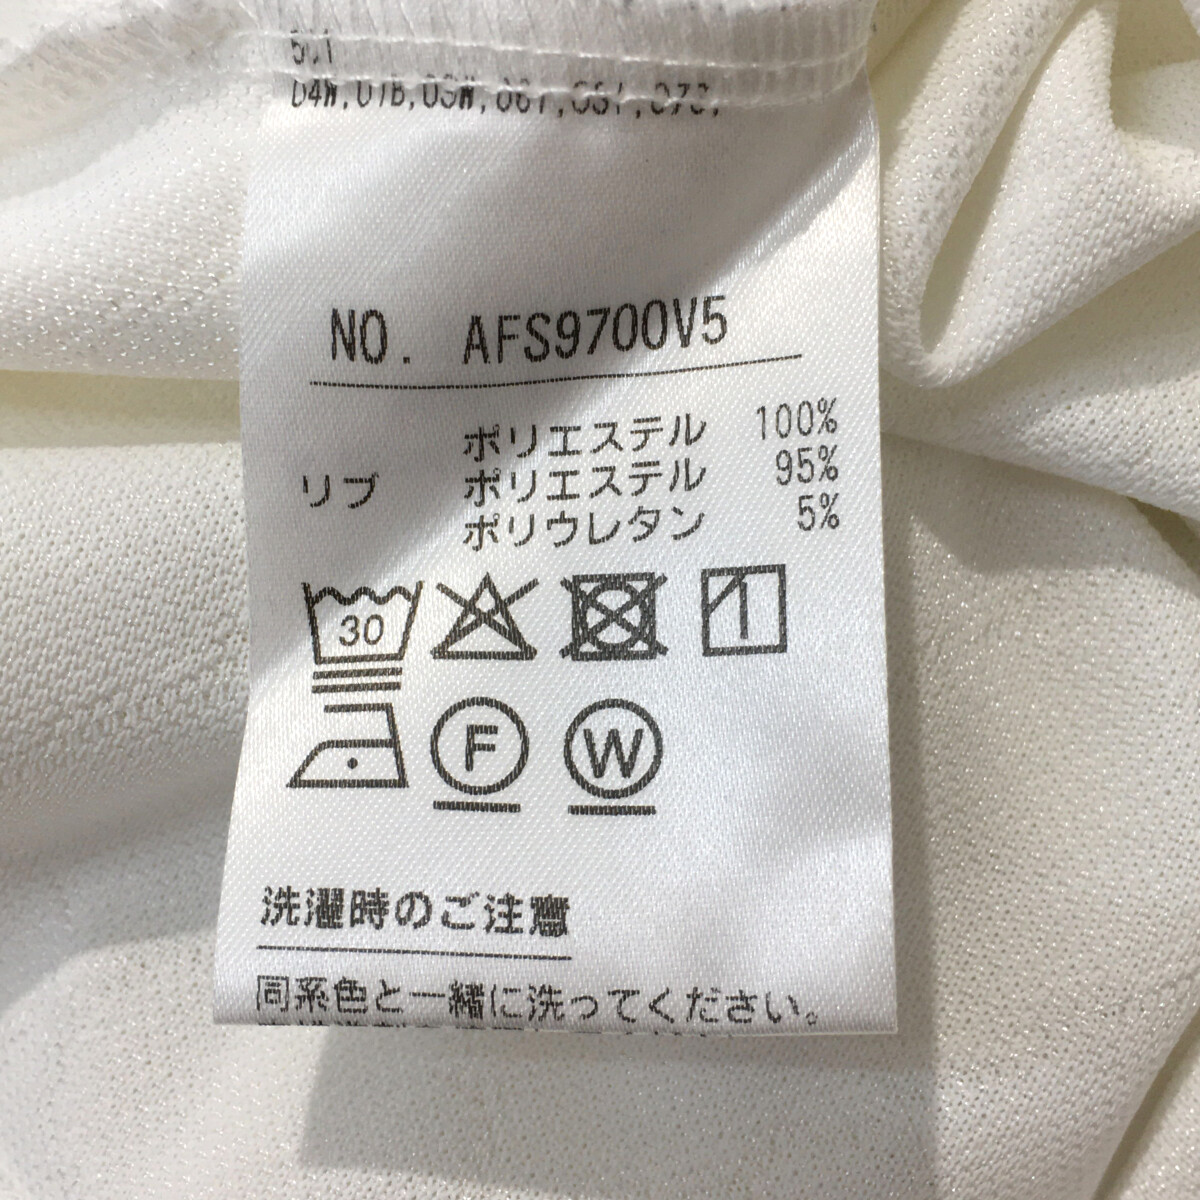 NO. AFS9700V5
ポリエステル 100%
リブ ポリエステル 95%
ポリウレタン 5%
30
F W
洗濯時のご注意
同系色と一緒に洗ってください。